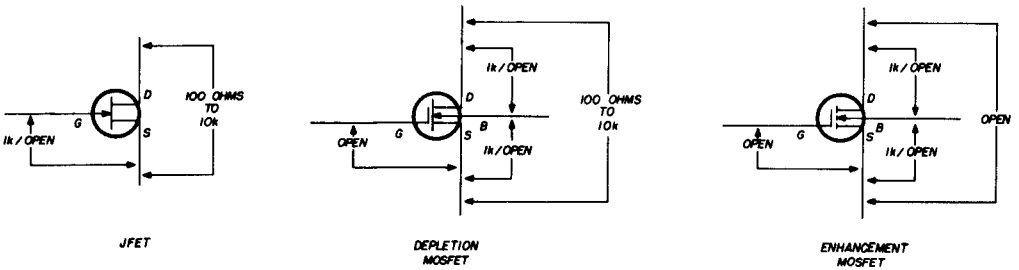 D
G
S
1k/OPEN
100 OHMS
TO
10k
JFET
1k/OPEN
D
G
B
S
OPEN
1k/OPEN
100 OHMS
TO
10k
DEPLETION
MOSFET
1k/OPEN
D
G
B
S
OPEN
1k/OPEN
OPEN
ENHANCEMENT
MOSFET